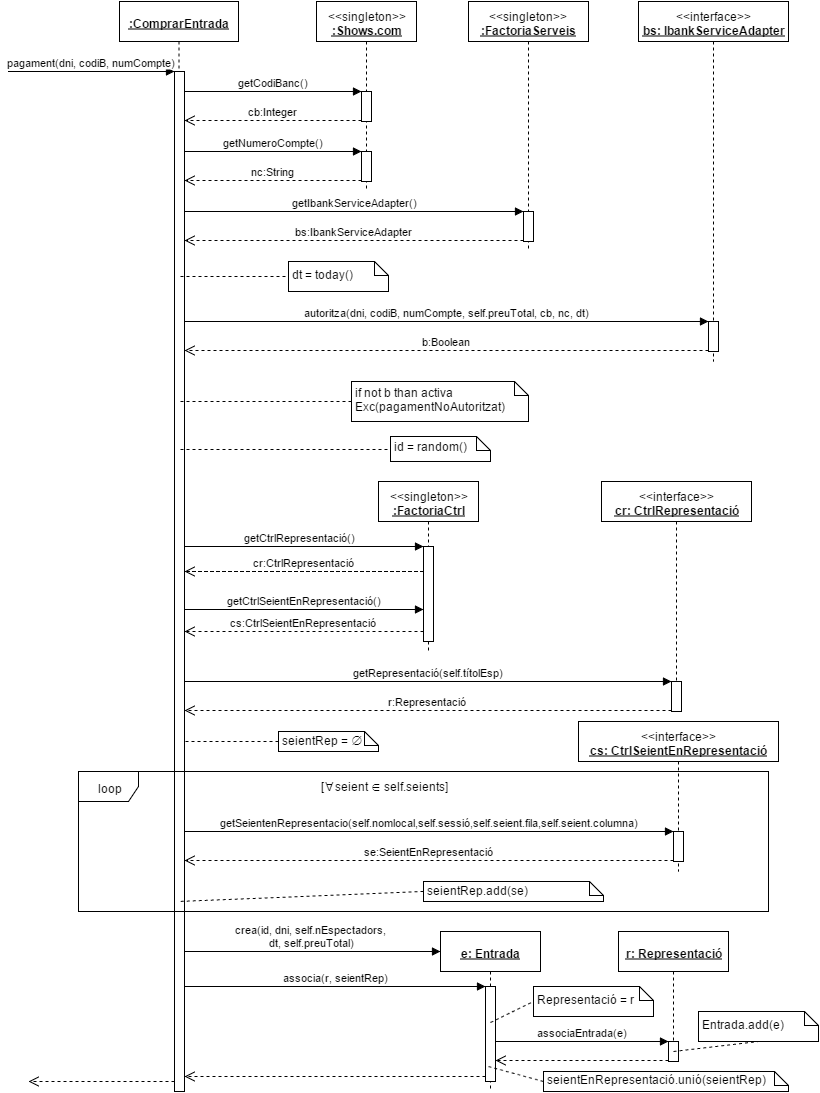 :ComprarEntrada
<<singleton>>
:Shows.com
<<singleton>>
:FactoriaServeis
<<interface>>
bs: IbankServiceAdapter
pagament(dni, codiB, numCompte)
getCodiBanc()
cb:Integer
getNumeroCompte()
nc:String
getIbankServiceAdapter()
bs:IbankServiceAdapter
dt = today()
autoritza(dni, codiB, numCompte, self.preuTotal, cb, nc, dt)
b:Boolean
if not b than activa
Exc(pagamentNoAutoritzat)
id = random()
<<singleton>>
:FactoriaCtrl
<<interface>>
cr: CtrlRepresentació
getCtrlRepresentació()
cr:CtrlRepresentació
getCtrlSeientEnRepresentació()
cs:CtrlSeientEnRepresentació
getRepresentació(self.títolEsp)
r:Representació
seientRep = ∅
<<interface>>
cs: CtrlSeientEnRepresentació
loop
[∀seient ∈ self.seients]
getSeientenRepresentacio(self.nomlocal,self.sessió,self.seient.fila,self.seient.columna)
se:SeientEnRepresentació
seientRep.add(se)
crea(id, dni, self.nEspectadors,
dt, self.preuTotal)
e: Entrada
r: Representació
associa(r, seientRep)
Representació = r
associaEntrada(e)
Entrada.add(e)
seientEnRepresentació.unió(seientRep)